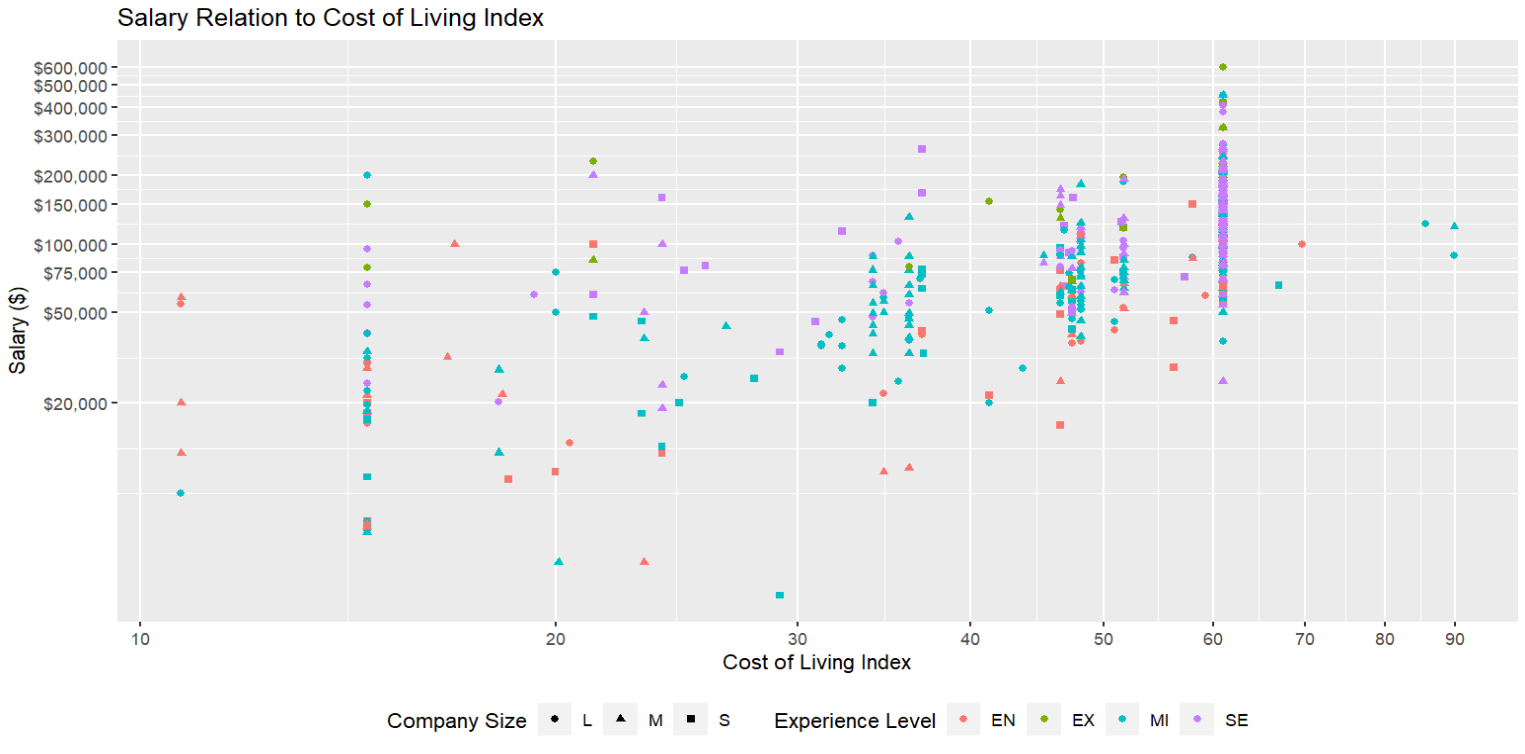 Salary Relation to Cost of Living Index
$600,000
$500,000
$400,000
$300,000
$200,000
$150,000
$100,000
$75,000
$50,000
$20,000
Salary ($)
10 20 30 40 50 60 70 80 90
Cost of Living Index
Company Size L M S Experience Level EN EX MI SE